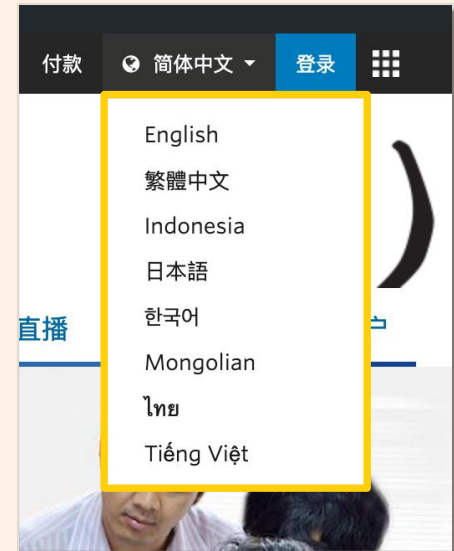 付款 简体中文 登录
English
繁體中文
Indonesia
日本語
한국어
直播
Mongolian
ไทย
Tiếng Việt